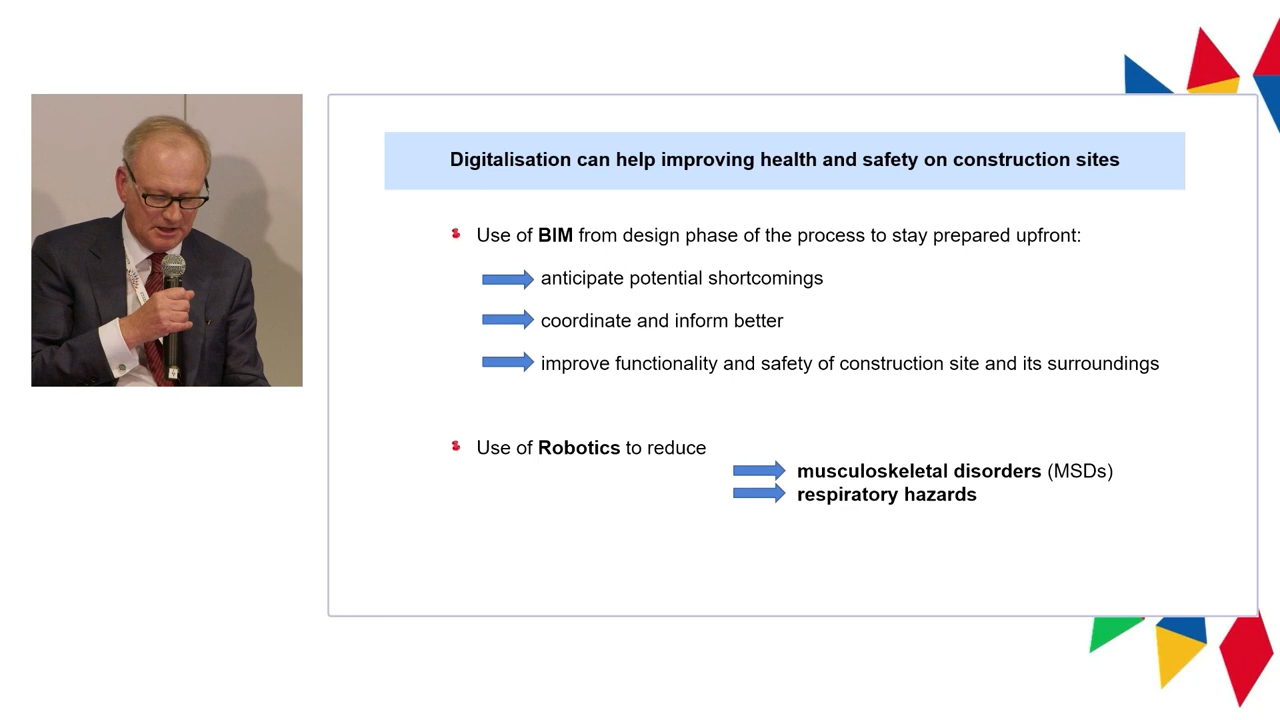 Digitalisation can help improving health and safety on construction sites
Use of BIM from design phase of the process to stay prepared upfront:
anticipate potential shortcomings
coordinate and inform better
improve functionality and safety of construction site and its surroundings
Use of Robotics to reduce
musculoskeletal disorders (MSDs)
respiratory hazards